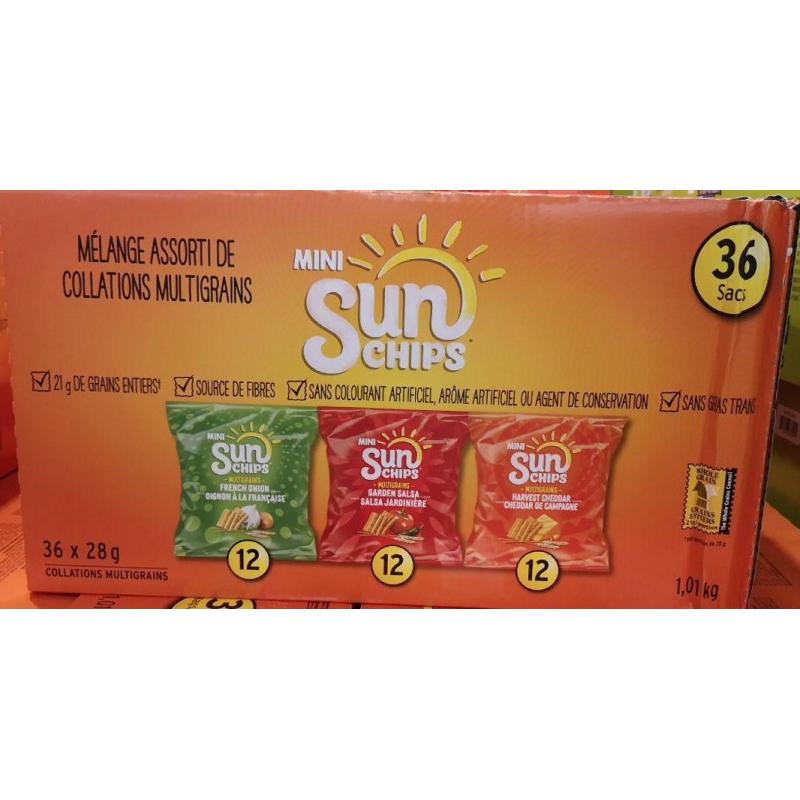 MÉLANGE ASSORTI DE
COLLATIONS MULTIGRAINS
MINI
Sun
CHIPS
36
Sacs
21 g DE GRAINS ENTIERS†
SOURCE DE FIBRES
SANS COLOURANT ARTIFICIEL, ARÔME ARTIFICIEL OU AGENT DE CONSERVATION
SANS GRAS TRANS
MINI
Sun
CHIPS
MULTIGRAINS
FRENCH ONION
OIGNON À LA FRANÇAISE
12
MINI
Sun
CHIPS
MULTIGRAINS
GARDEN SALSA
SALSA JARDINIÈRE
12
MINI
Sun
CHIPS
MULTIGRAINS
HARVEST CHEDDAR
CHEDDAR DE CAMPAGNE
12
WHOLE
GRAIN
GRAINS
ENTIERS
36 x 28 g
COLLATIONS MULTIGRAINS
1,01 kg